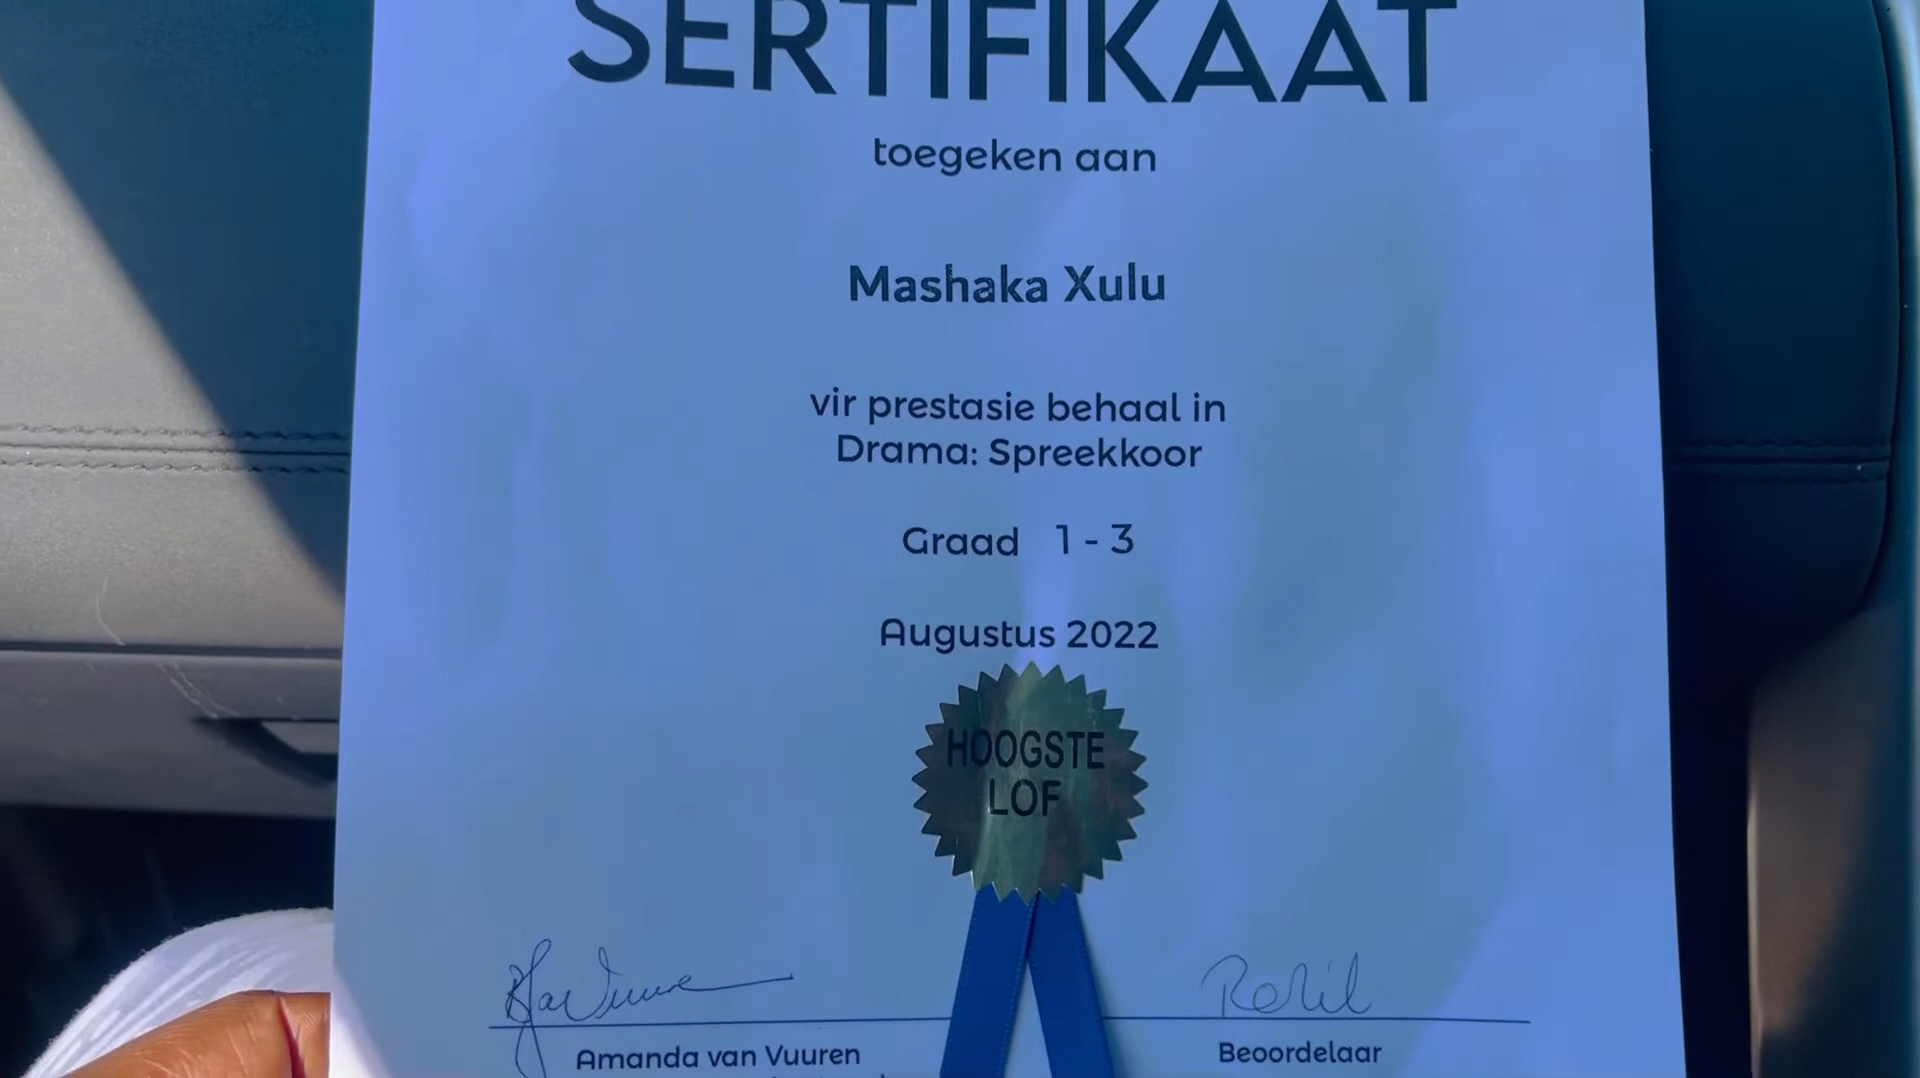 SERTIFIKAAT
toegeken aan
Mashaka Xulu
vir prestasie behaal in
Drama: Spreekkoor
Graad 1 - 3
Augustus 2022
HOOGSTE
LOF
Amanda van Vuuren
Beoordelaar